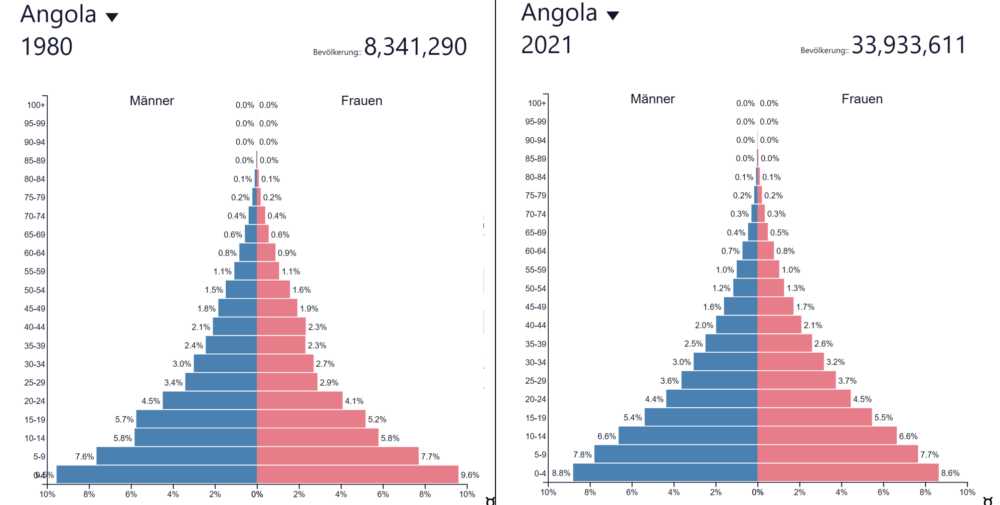 Angola
1980
Bevölkerung:: 8,341,290
Männer Frauen
100+ 0.0% 0.0%
95-99 0.0% 0.0%
90-94 0.0% 0.0%
85-89 0.0% 0.0%
80-84 0.1% 0.1%
75-79 0.2% 0.2%
70-74 0.4% 0.4%
65-69 0.6% 0.6%
60-64 0.8% 0.9%
55-59 1.1% 1.1%
50-54 1.5% 1.6%
45-49 1.8% 1.9%
40-44 2.1% 2.3%
35-39 2.4% 2.3%
30-34 3.0% 2.7%
25-29 3.4% 2.9%
20-24 4.5% 4.1%
15-19 5.7% 5.2%
10-14 5.8% 5.8%
5-9 7.6% 7.7%
0-4 9.5% 9.6%
10% 8% 6% 4% 2% 0% 2% 4% 6% 8% 10%
Angola
2021
Bevölkerung:: 33,933,611
Männer Frauen
100+ 0.0% 0.0%
95-99 0.0% 0.0%
90-94 0.0% 0.0%
85-89 0.0% 0.0%
80-84 0.1% 0.1%
75-79 0.2% 0.2%
70-74 0.3% 0.3%
65-69 0.4% 0.5%
60-64 0.7% 0.8%
55-59 1.0% 1.0%
50-54 1.2% 1.3%
45-49 1.6% 1.7%
40-44 2.0% 2.1%
35-39 2.5% 2.6%
30-34 3.0% 3.2%
25-29 3.6% 3.7%
20-24 4.4% 4.5%
15-19 5.4% 5.5%
10-14 6.6% 6.6%
5-9 7.8% 7.7%
0-4 8.8% 8.6%
10% 8% 6% 4% 2% 0% 2% 4% 6% 8% 10%